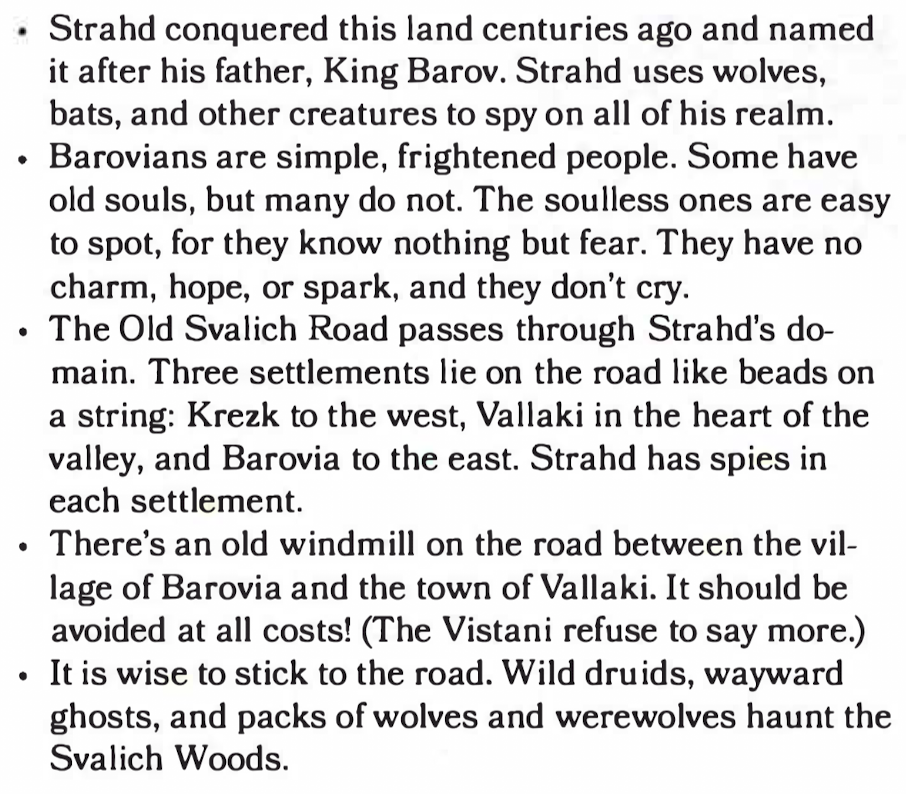 • Strahd conquered this land centuries ago and named
it after his father, King Barov. Strahd uses wolves,
bats, and other creatures to spy on all of his realm.
• Barovians are simple, frightened people. Some have
old souls, but many do not. The soulless ones are easy
to spot, for they know nothing but fear. They have no
charm, hope, or spark, and they don't cry.
• The Old Svalich Road passes through Strahd's do-
main. Three settlements lie on the road like beads on
a string: Krezk to the west, Vallaki in the heart of the
valley, and Barovia to the east. Strahd has spies in
each settlement.
• There's an old windmill on the road between the vil-
lage of Barovia and the town of Vallaki. It should be
avoided at all costs! (The Vistani refuse to say more.)
• It is wise to stick to the road. Wild druids, wayward
ghosts, and packs of wolves and werewolves haunt the
Svalich Woods.